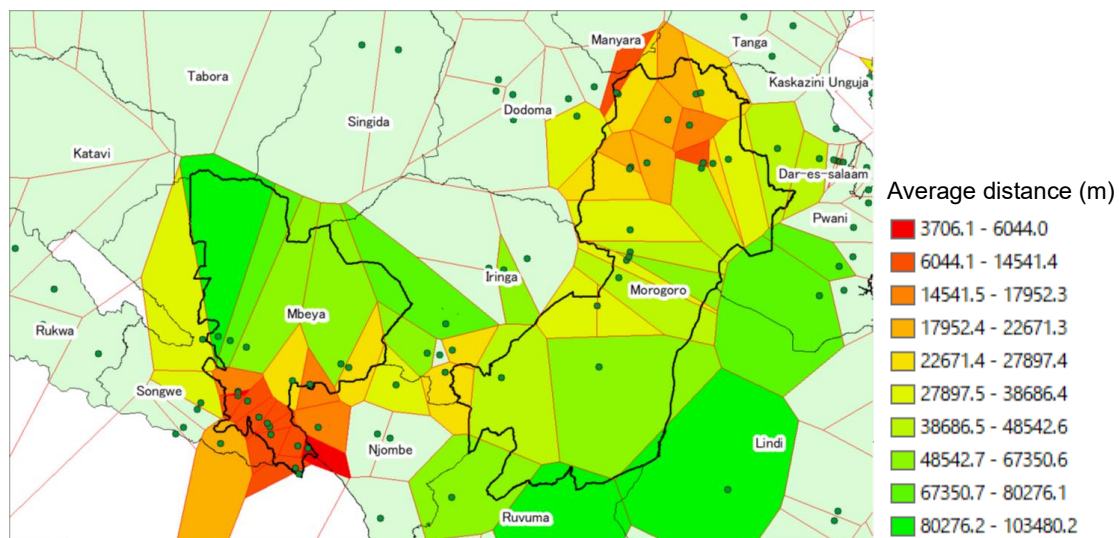 Manyara
Tanga
Tabora
Kaskazini Unguja
Dodoma
Singida
Katavi
Dar-es-salaam
Average distance (m)
Pwani
3706.1 - 6044.0
6044.1 - 14541.4
Iringa
Morogoro
14541.5 - 17952.3
Mbeya
Rukwa
17952.4 - 22671.3
22671.4 - 27897.4
Songwe
27897.5 - 38686.4
38686.5 - 48542.6
Njombe
Lindi
48542.7 - 67350.6
67350.7 - 80276.1
Ruvuma
80276.2 - 103480.2